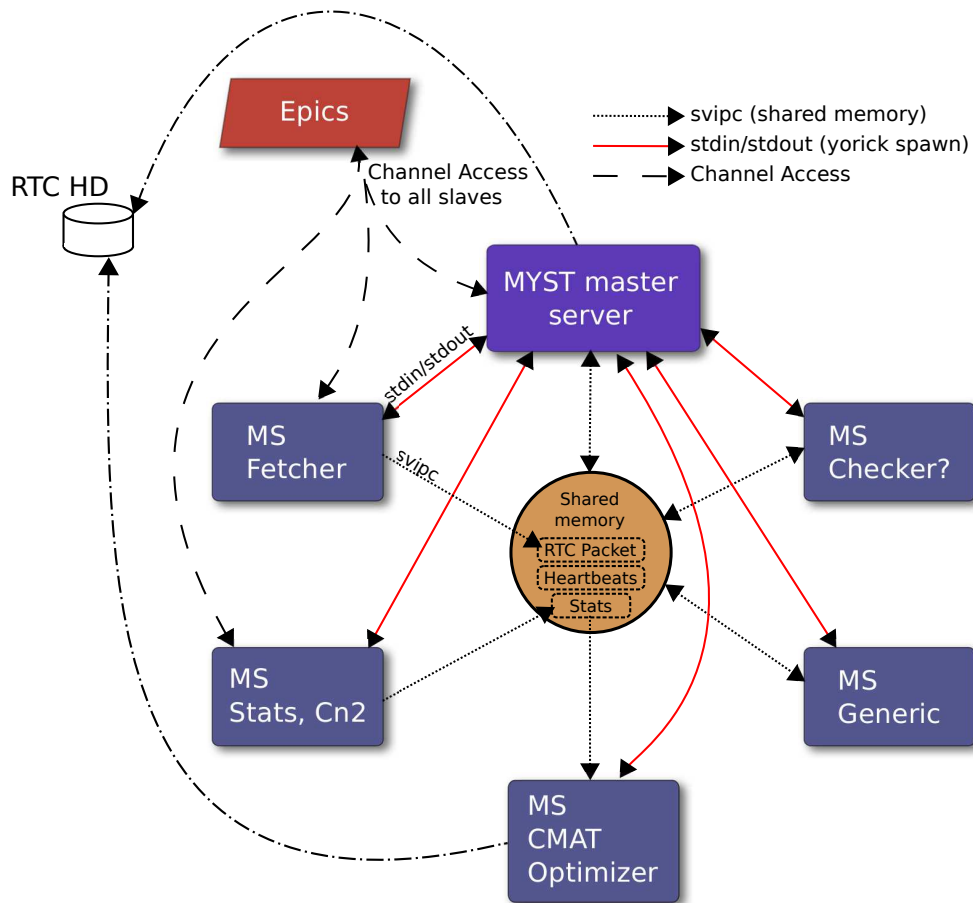 Epics
svipc (shared memory)
stdin/stdout (yorick spawn)
Channel Access
Channel Access
to all slaves
RTC HD
MYST master
server
stdin/stdout
MS
Fetcher
svipc
MS
Checker?
Shared
memory
RTC Packet
Heartbeats
Stats
MS
Stats, Cn2
MS
Generic
MS
CMAT
Optimizer